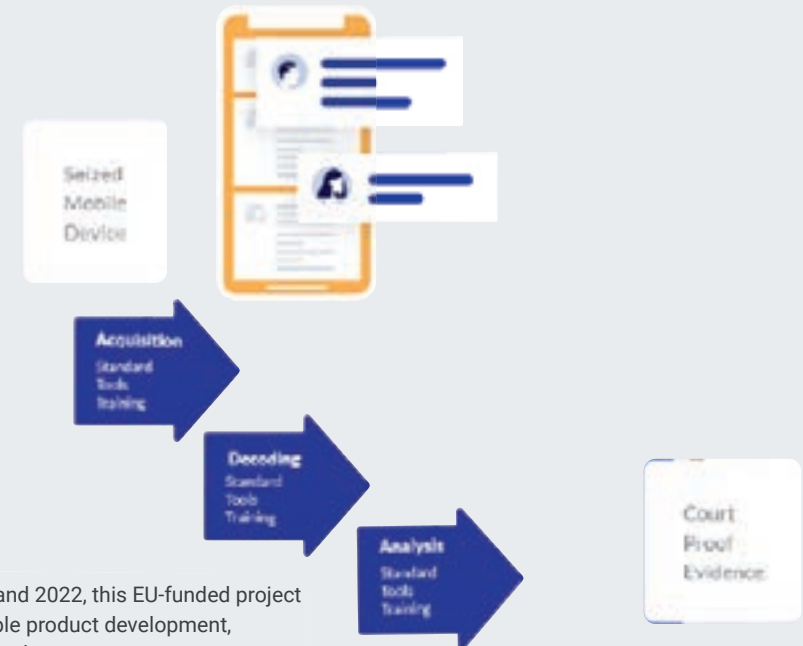 Seized
Mobile
Device
Acquisition
Standard
Tools
Training
Decoding
Standard
Tools
Training
Analysis
Standard
Tools
Training
Court
Proof
Evidence
and 2022, this EU-funded project
ble product development,